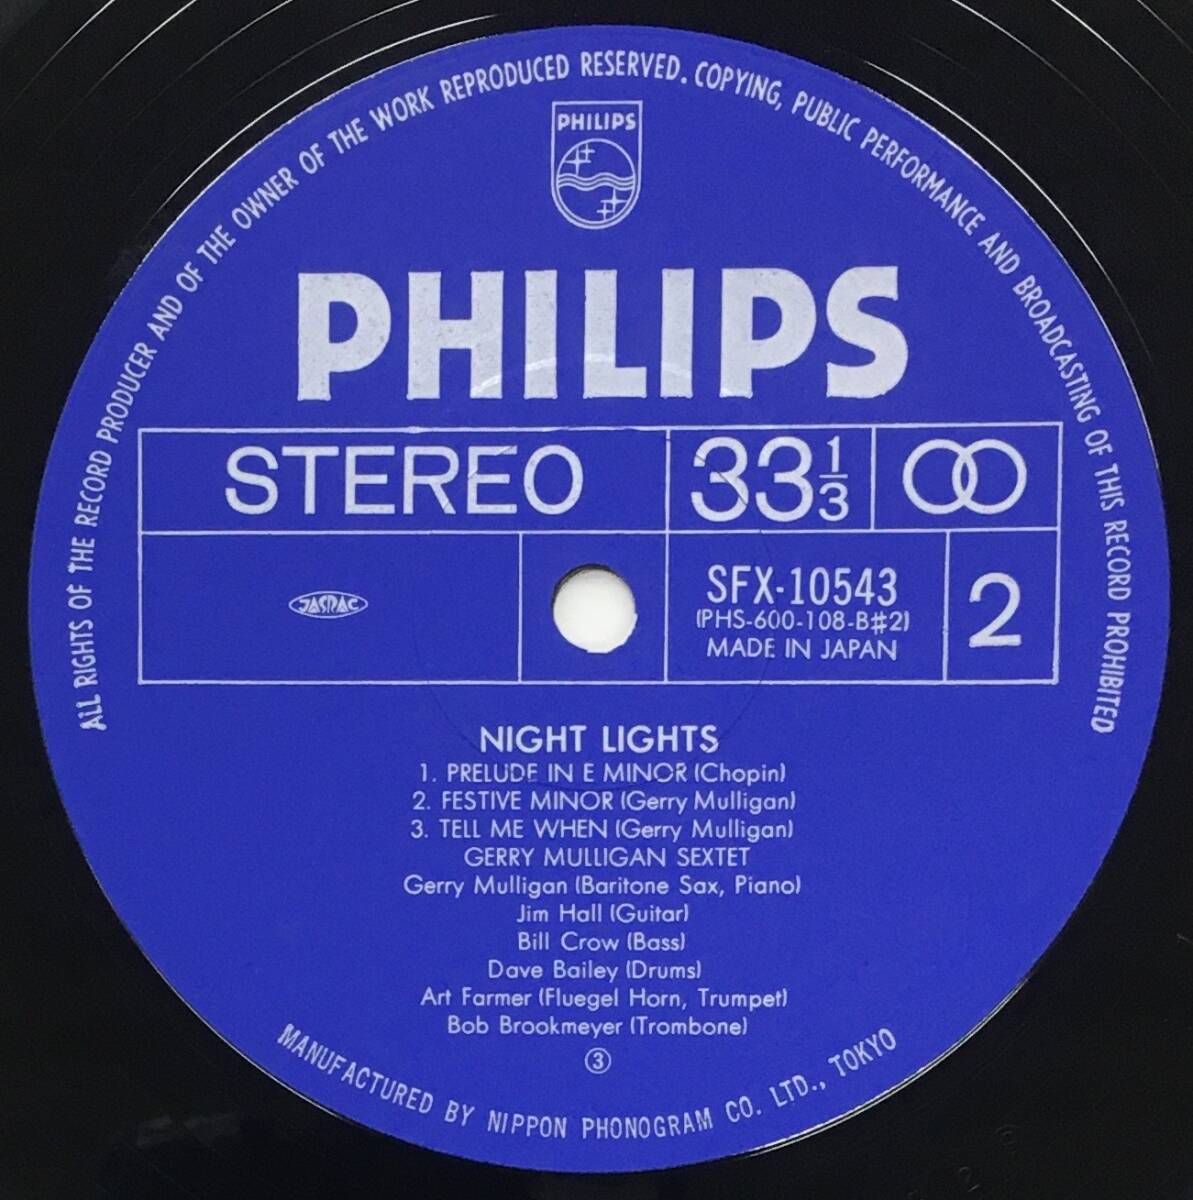 ALL RIGHTS OF THE RECORD PRODUCER AND OF THE OWNER OF THE WORK REPRODUCED RESERVED. COPYING, PUBLIC PERFORMANCE AND BROADCASTING OF THIS RECORD PROHIBITED
PHILIPS
PHILIPS
STEREO
33 1/3
JASRAC
SFX-10543
(PHS-600-108-B#2)
MADE IN JAPAN
2
NIGHT LIGHTS
1. PRELUDE IN E MINOR (Chopin)
2. FESTIVE MINOR (Gerry Mulligan)
3. TELL ME WHEN (Gerry Mulligan)
GERRY MULLIGAN SEXTET
Gerry Mulligan (Baritone Sax, Piano)
Jim Hall (Guitar)
Bill Crow (Bass)
Dave Bailey (Drums)
Art Farmer (Fluegel Horn, Trumpet)
Bob Brookmeyer (Trombone)
③
MANUFACTURED BY NIPPON PHONOGRAM CO. LTD., TOKYO